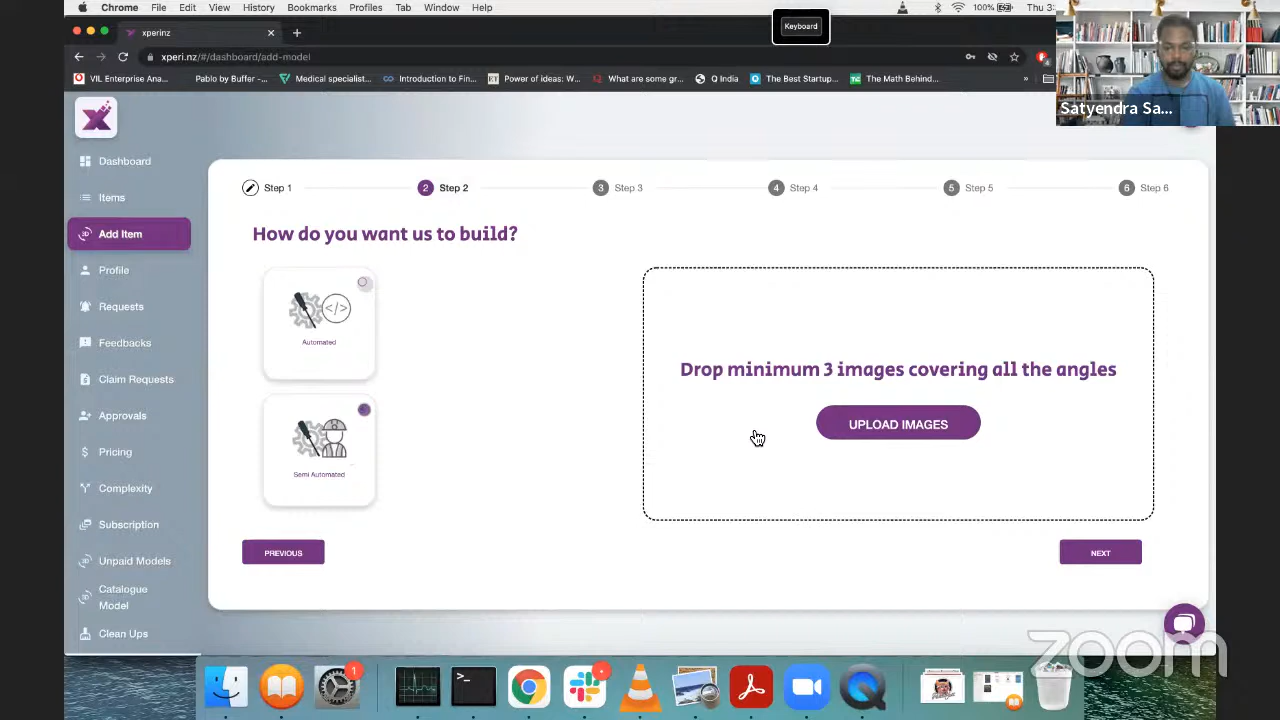 Chrome File Edit View History Bookmarks Profiles Tab Window Help
100%
Keyboard
xperinz
xperi.nz/#/dashboard/add-model
VIL Enterprise Ana...
Pablo by Buffer -...
Medical specialist...
Introduction to Fin...
Power of ideas: W...
What are some gr...
Q India
The Best Startup...
The Math Behin...
Satyendra Sa...
Dashboard
Items
Add Item
Profile
Requests
Feedbacks
Claim Requests
Approvals
Pricing
Complexity
Subscription
Unpaid Models
Catalogue
Model
Clean Ups
Step 1
2 Step 2
3 Step 3
4 Step 4
5 Step 5
6 Step 6
How do you want us to build?
Automated
Semi Automated
Drop minimum 3 images covering all the angles
UPLOAD IMAGES
PREVIOUS
NEXT
zoom
1